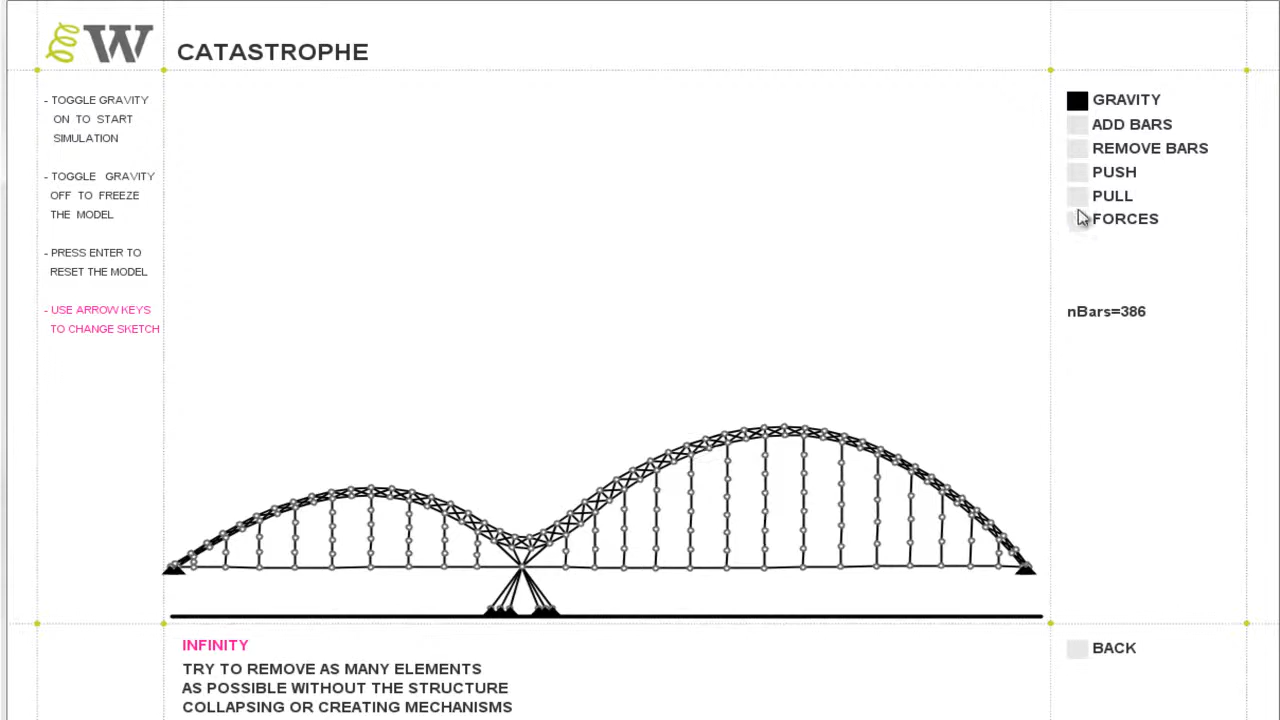 W
CATASTROPHE
- TOGGLE GRAVITY
ON TO START
SIMULATION
- TOGGLE GRAVITY
OFF TO FREEZE
THE MODEL
- PRESS ENTER TO
RESET THE MODEL
- USE ARROW KEYS
TO CHANGE SKETCH
GRAVITY
ADD BARS
REMOVE BARS
PUSH
PULL
FORCES
nBars=386
INFINITY
TRY TO REMOVE AS MANY ELEMENTS
AS POSSIBLE WITHOUT THE STRUCTURE
COLLAPSING OR CREATING MECHANISMS
BACK